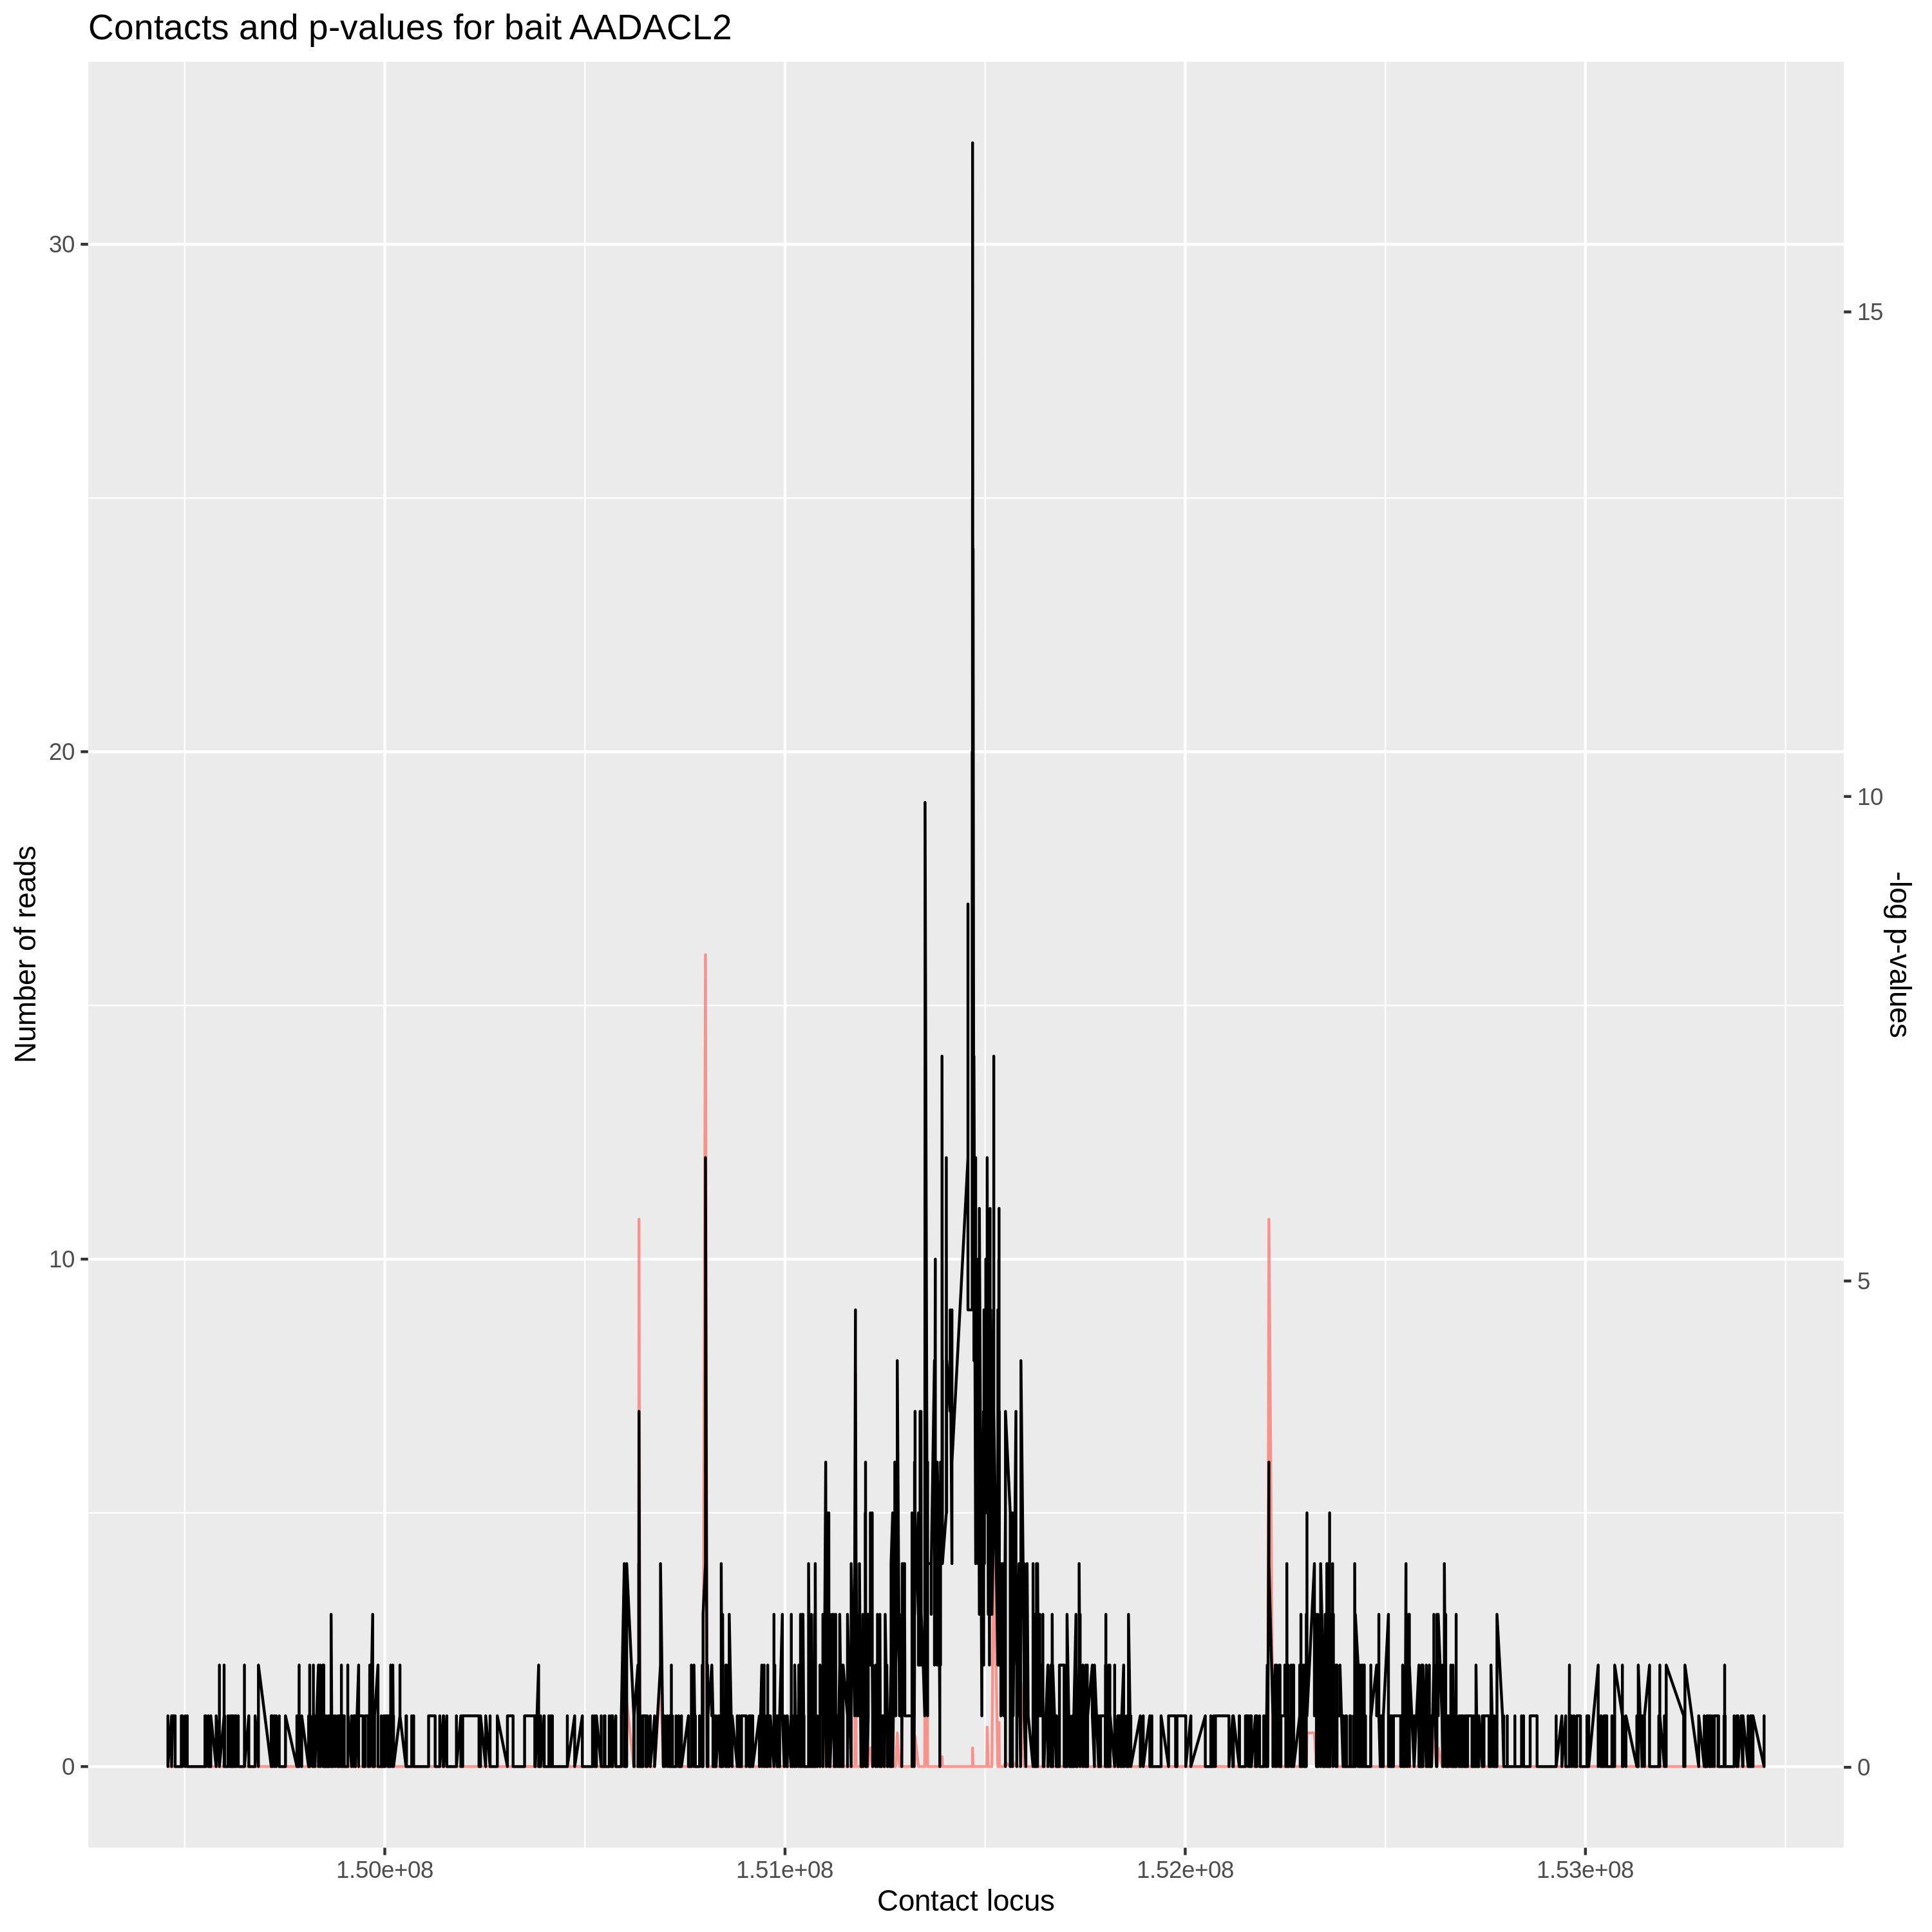 Contacts and p-values for bait AADACL2
30
20
10
0
Number of reads
15
10
5
0
-log p-values
1.50e+08
1.51e+08
1.52e+08
1.53e+08
Contact locus